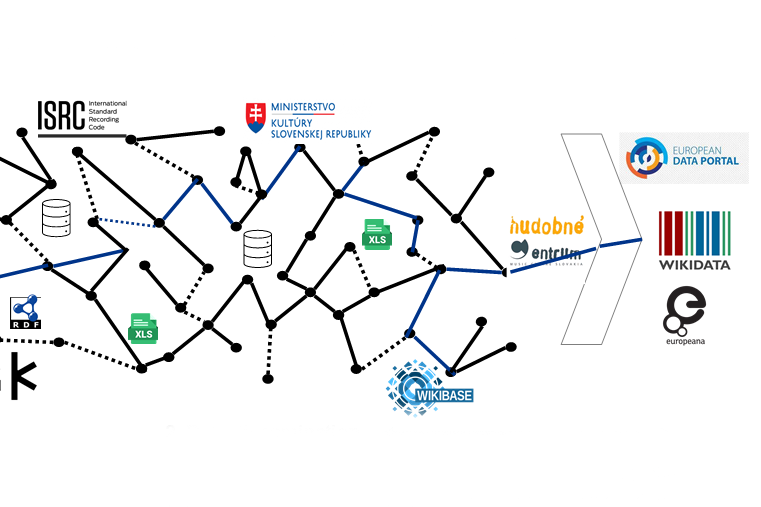 ISRC
International
Standard
Recording
Code
MINISTERSTVO
KULTÚRY
SLOVENSKEJ REPUBLIKY
EUROPEAN
DATA PORTAL
hudobné
centrum
XLS
WIKIDATA
RDF
XLS
europeana
k
WIKIBASE